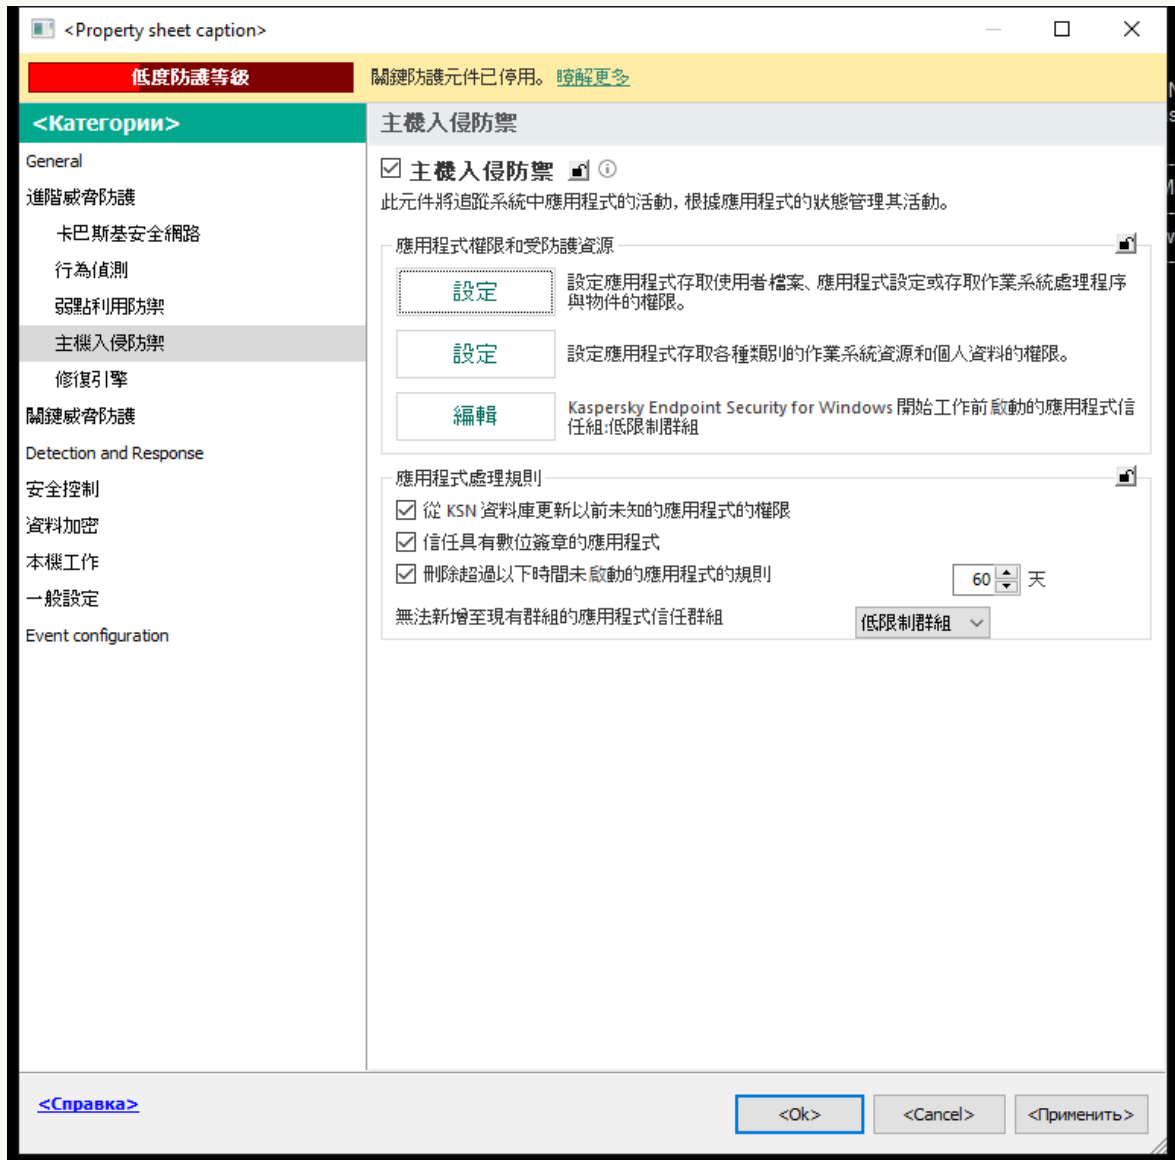 <Property sheet caption>
低度防護等級
關鍵防護元件已停用。 瞭解更多
<Категории>
General
進階威脅防護
卡巴斯基安全網路
行為偵測
弱點利用防禦
主機入侵防禦
修復引擎
關鍵威脅防護
Detection and Response
安全控制
資料加密
本機工作
一般設定
Event configuration
主機入侵防禦
主機入侵防禦
此元件將追蹤系統中應用程式的活動, 根據應用程式的狀態管理其活動。
應用程式權限和受防護資源
設定
設定應用程式存取使用者檔案、應用程式設定或存取作業系統處理程序
與物件的權限。
設定
設定應用程式存取各種類別的作業系統資源和個人資料的權限。
編輯
Kaspersky Endpoint Security for Windows 開始工作前啟動的應用程式信
任組:低限制群組
應用程式處理規則
從 KSN 資料庫更新以前未知的應用程式的權限
信任具有數位簽章的應用程式
刪除超過以下時間未啟動的應用程式的規則
60 天
無法新增至現有群組的應用程式信任群組
低限制群組
<Справка>
<Ok>
<Cancel>
<Применить>